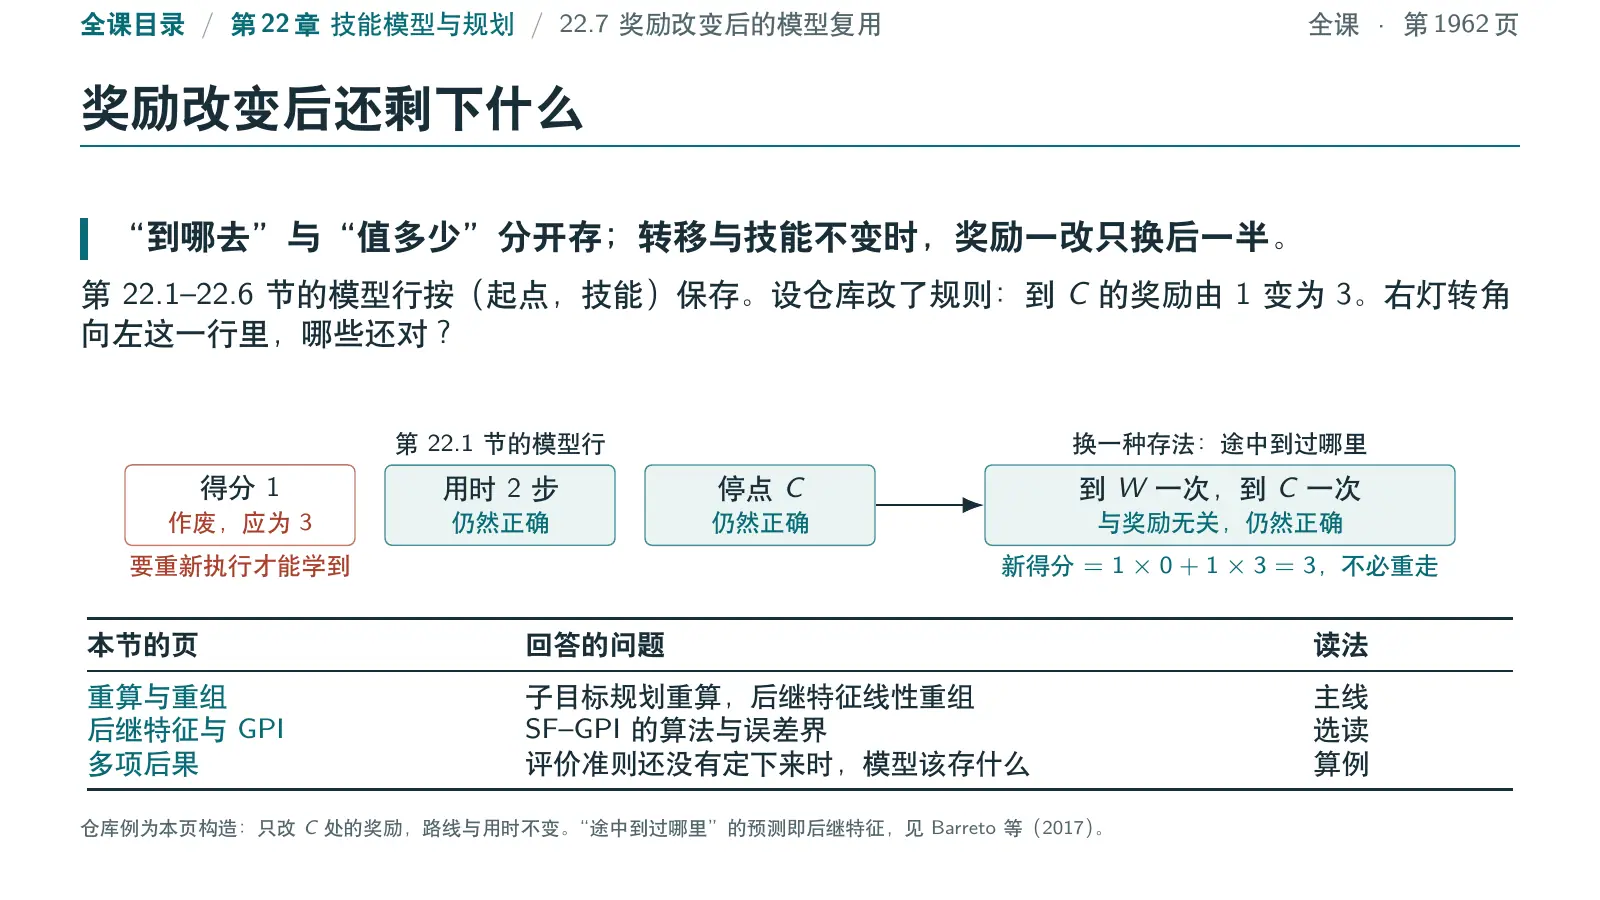 全课目录 / 第 22 章 技能模型与规划 / 22.7 奖励改变后的模型复用
全课 · 第 1962 页
奖励改变后还剩下什么
“到哪去”与“值多少”分开存；转移与技能不变时，奖励一改只换后一半。
第 22.1–22.6 节的模型行按（起点，技能）保存。设仓库改了规则：到 C 的奖励由 1 变为 3。右灯转角
向左这一行里，哪些还对？
第 22.1 节的模型行
换一种存法：途中到过哪里
得分 1
作废，应为 3
要重新执行才能学到
用时 2 步
仍然正确
停点 C
仍然正确
到 W 一次，到 C 一次
与奖励无关，仍然正确
新得分 = 1 × 0 + 1 × 3 = 3，不必重走
本节的页 回答的问题 读法
重算与重组 子目标规划重算，后继特征线性重组 主线
后继特征与 GPI SF–GPI 的算法与误差界 选读
多项后果 评价准则还没有定下来时，模型该存什么 算例
仓库例为本页构造：只改 C 处的奖励，路线与用时不变。“途中到过哪里”的预测即后继特征，见 Barreto 等（2017）。